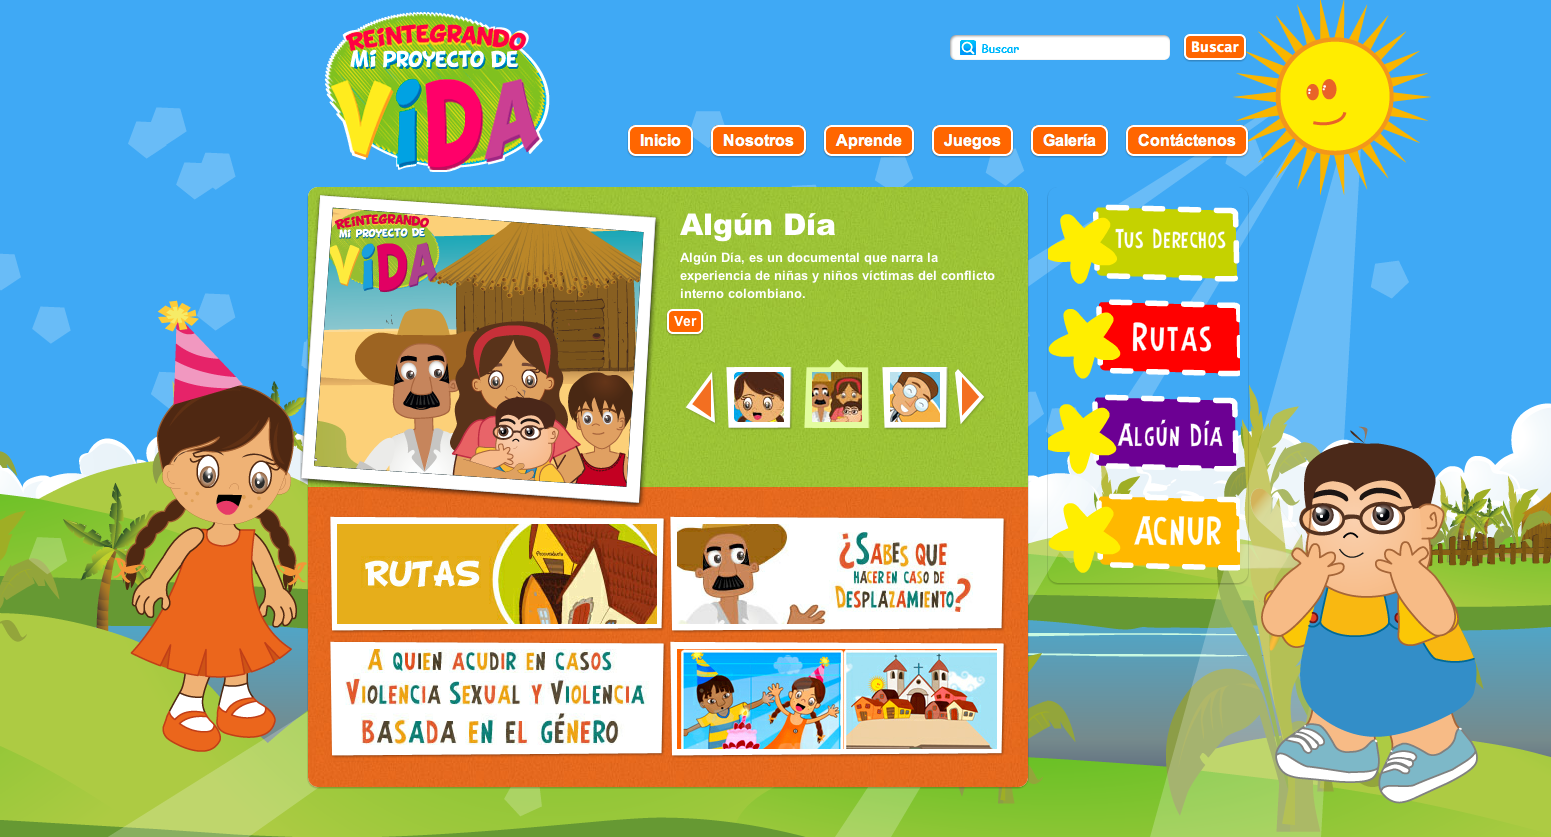 REiNTEGRANDO
Mi PROYECTO DE
ViDA
Buscar
Buscar
Inicio
Nosotros
Aprende
Juegos
Galería
Contáctenos
REiNTEGRANDO
Mi PROYECTO DE
ViDA
Algún Día
Algún Día, es un documental que narra la
experiencia de niñas y niños víctimas del conflicto
interno colombiano.
Ver
Tus Derechos
Rutas
Algún Día
ACNUR
RUTAS
¿Sabes que
hacer en caso de
Desplazamiento?
A quien acudir en casos
Violencia Sexual y Violencia
basada en el género